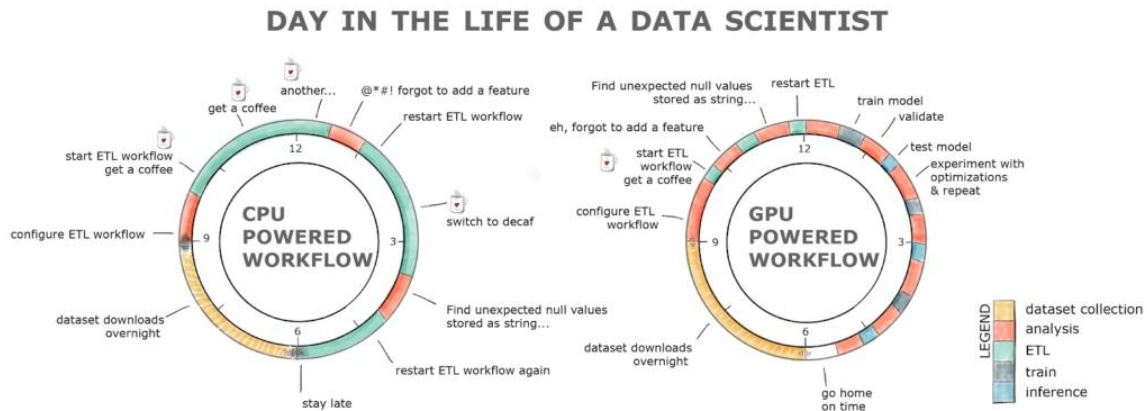 DAY IN THE LIFE OF A DATA SCIENTIST
another...
@*#! forgot to add a feature
get a coffee
restart ETL workflow
start ETL workflow
get a coffee
12
configure ETL workflow
9
CPU
POWERED
WORKFLOW
3
switch to decaf
dataset downloads
overnight
6
Find unexpected null values
stored as string...
restart ETL workflow again
stay late
Find unexpected null values
stored as string...
restart ETL
train model
validate
eh, forgot to add a feature
test model
start ETL
workflow
get a coffee
experiment with
optimizations
& repeat
12
configure ETL
workflow
9
GPU
POWERED
WORKFLOW
3
dataset downloads
overnight
6
go home
on time
LEGEND
dataset collection
analysis
ETL
train
inference